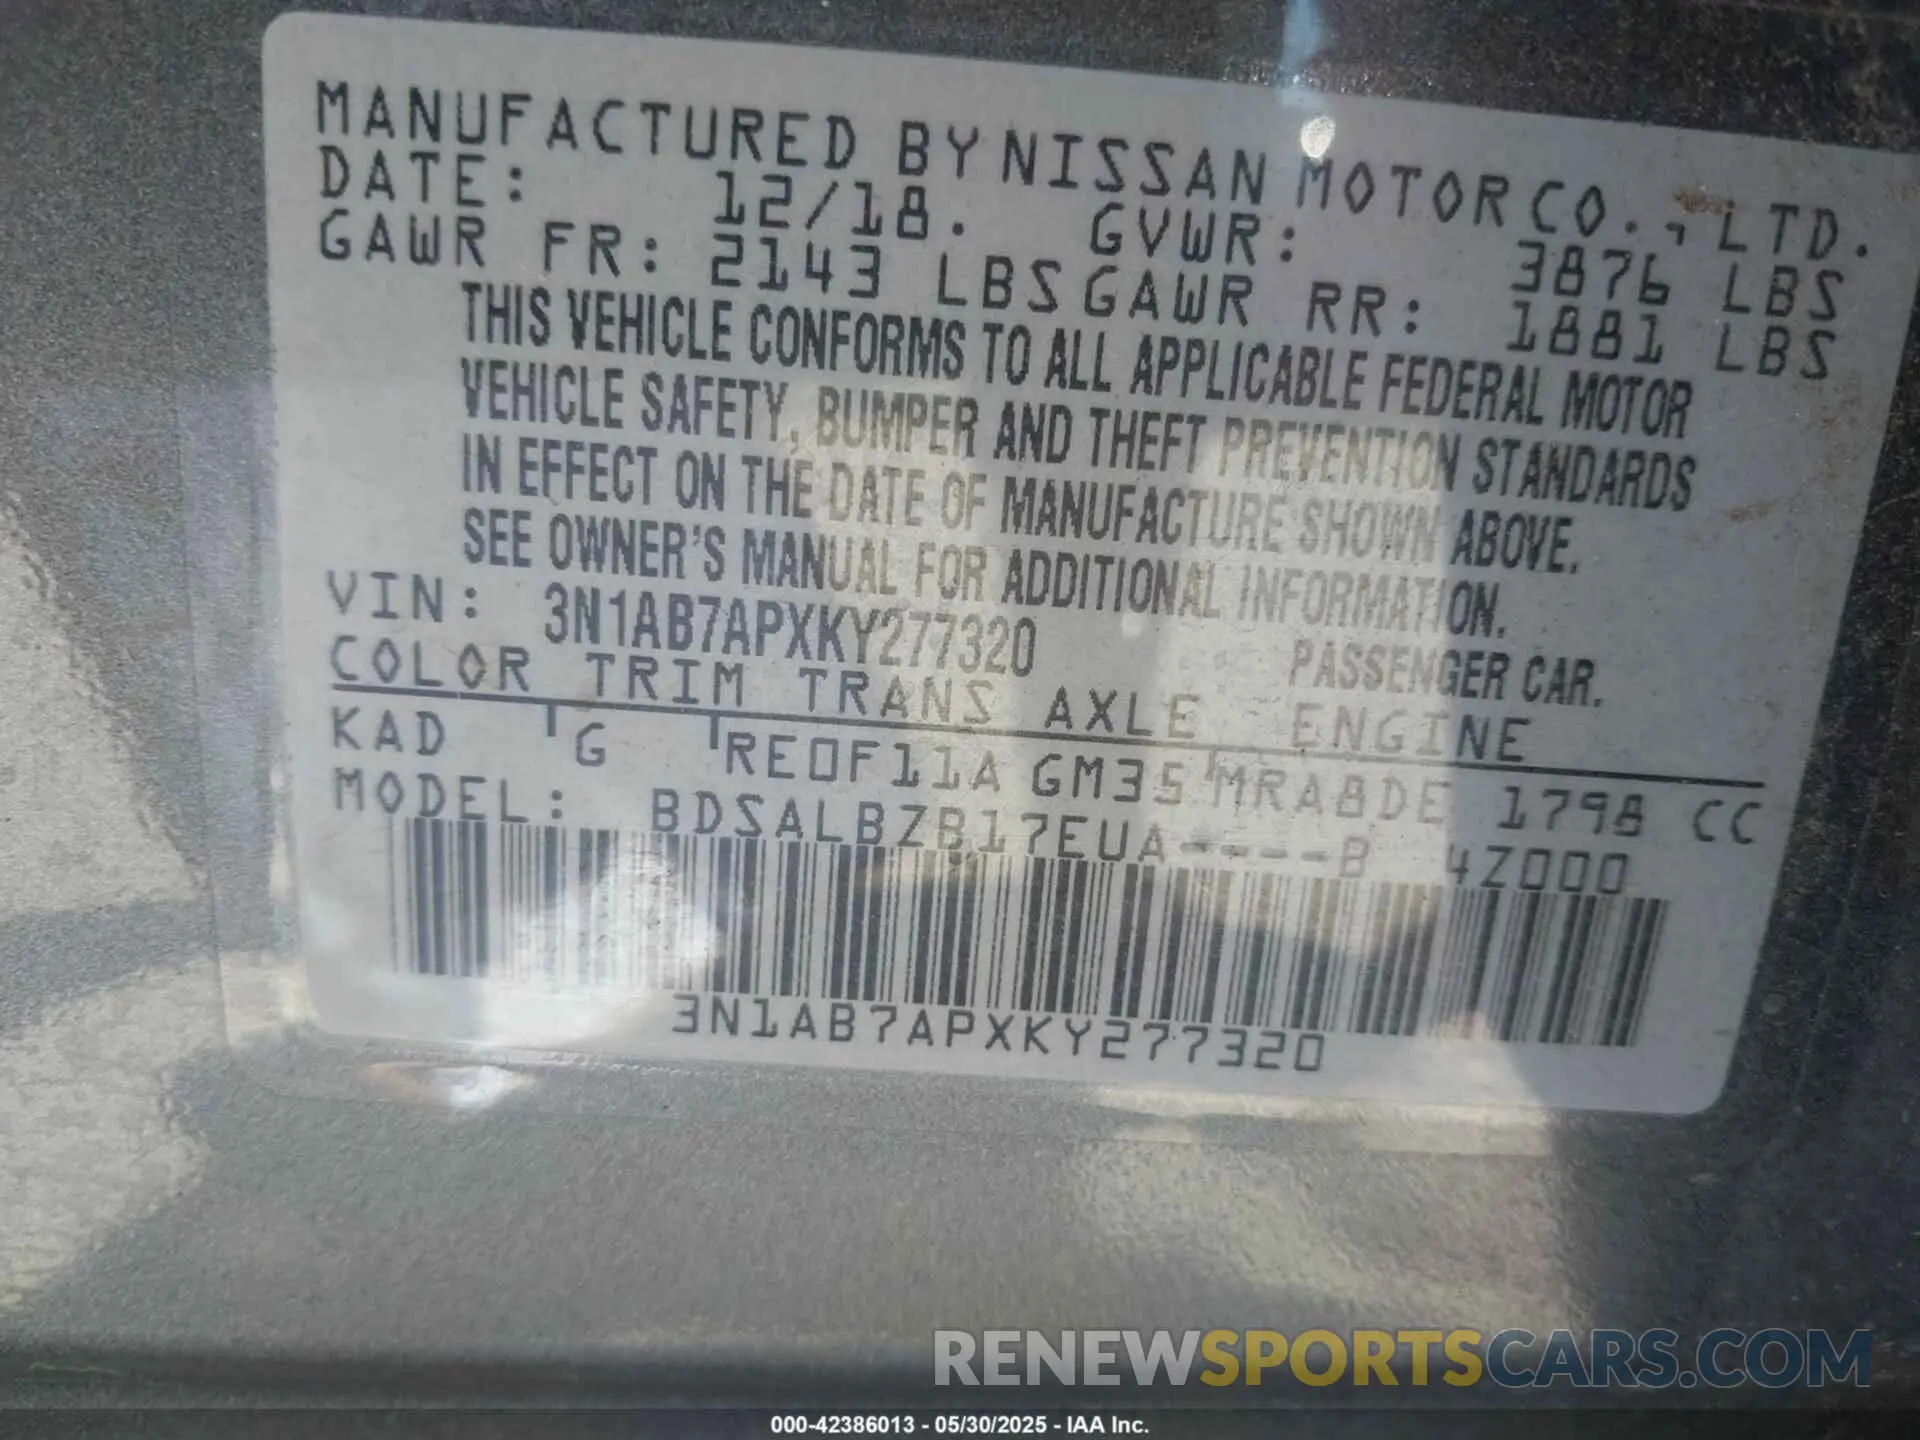 MANUFACTURED BY NISSAN MOTOR CO., LTD.
DATE: 12/18. GVWR: 3876 LBS
GAWR FR: 2143 LBS GAWR RR: 1881 LBS
THIS VEHICLE CONFORMS TO ALL APPLICABLE FEDERAL MOTOR
VEHICLE SAFETY, BUMPER AND THEFT PREVENTION STANDARDS
IN EFFECT ON THE DATE OF MANUFACTURE SHOWN ABOVE.
SEE OWNER'S MANUAL FOR ADDITIONAL INFORMATION.
VIN: 3N1AB7APXKY277320 PASSENGER CAR.
COLOR TRIM TRANS AXLE ENGINE
KAD G RE0F11A GM35 MRA8DE 1798 CC
MODEL: BDSALBZB17EUA----B 4Z000
3N1AB7APXKY277320
RENEWSPORTSCARS.COM
000-42386013 - 05/30/2025 - IAA Inc.